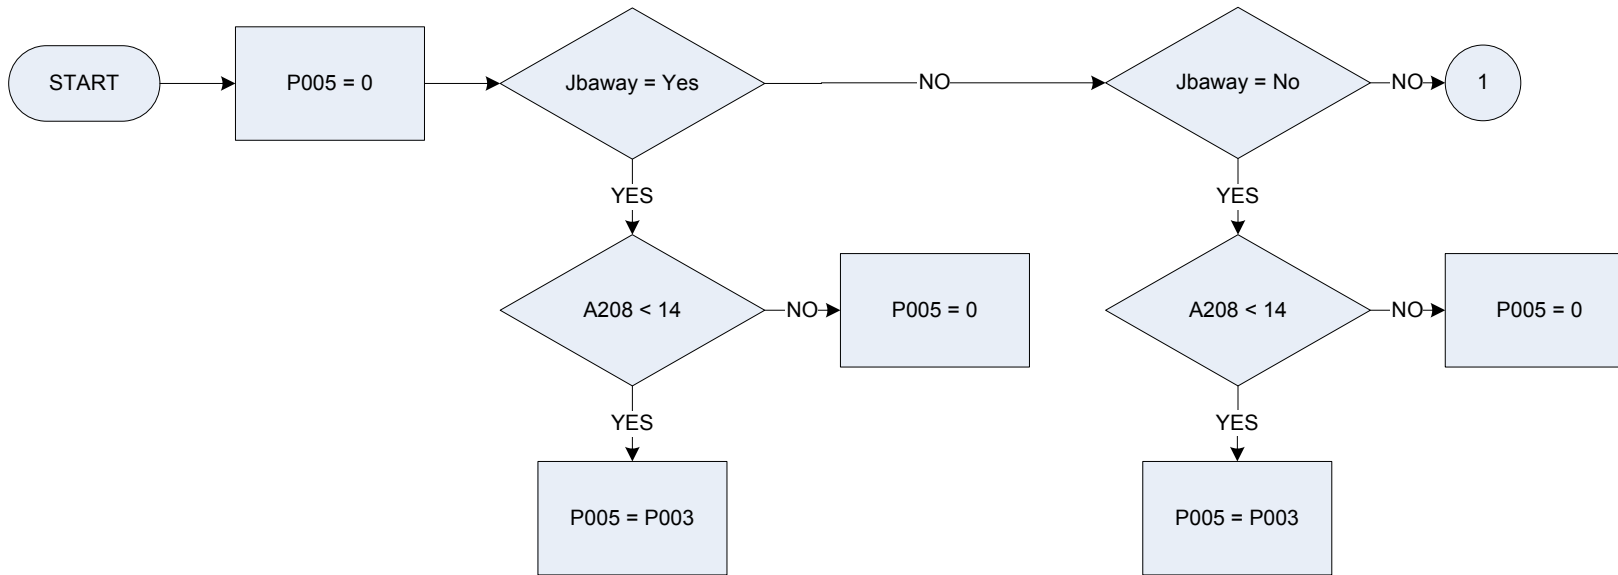 START
P005 = 0
Jbaway = Yes
NO
Jbaway = No
NO
1
YES
YES
A208 < 14
NO
P005 = 0
A208 < 14
NO
P005 = 0
YES
YES
P005 = P003
P005 = P003